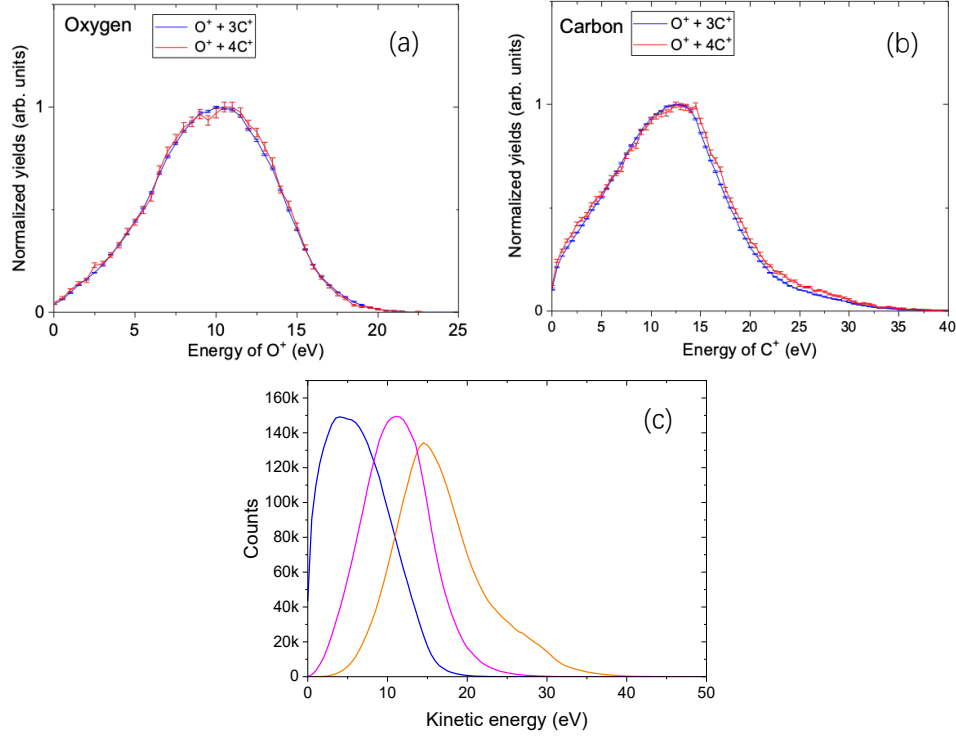 Oxygen
O⁺ + 3C⁺
O⁺ + 4C⁺
(a)
Normalized yields (arb. units)
1
0
0 5 10 15 20 25
Energy of O⁺ (eV)
Carbon
O⁺ + 3C⁺
O⁺ + 4C⁺
(b)
Normalized yields (arb. units)
1
0
0 5 10 15 20 25 30 35 40
Energy of C⁺ (eV)
(c)
Counts
160k
140k
120k
100k
80k
60k
40k
20k
0
0 10 20 30 40 50
Kinetic energy (eV)